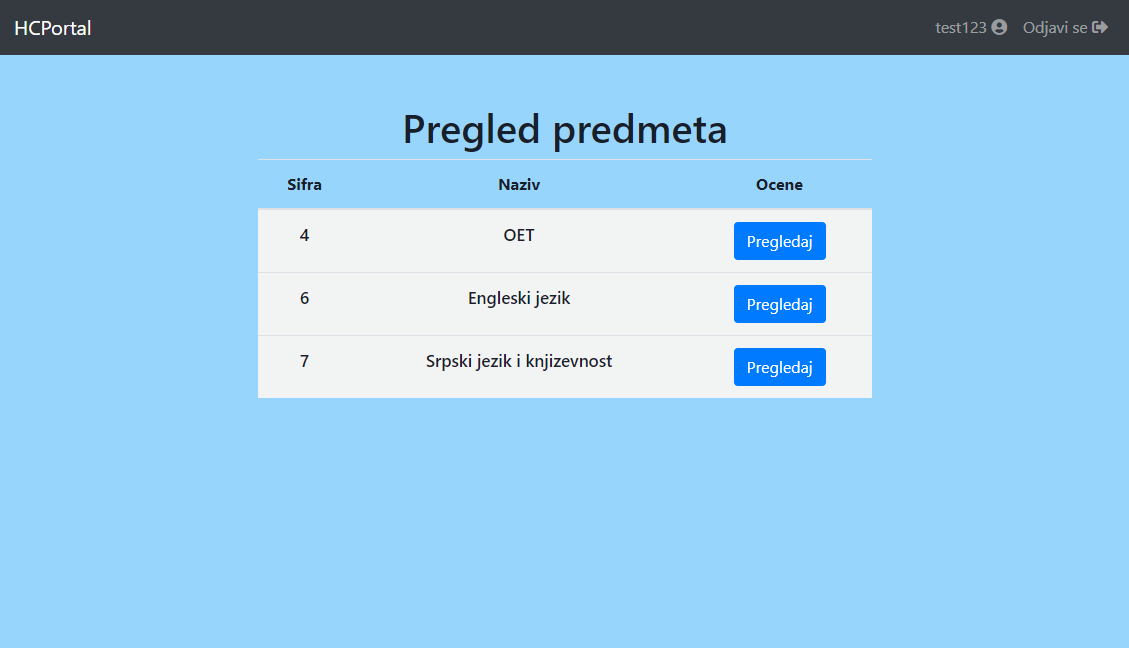 HCPortal test123 Odjavi se
Pregled predmeta
Sifra Naziv Ocene
4 OET Pregledaj
6 Engleski jezik Pregledaj
7 Srpski jezik i knjizevnost Pregledaj